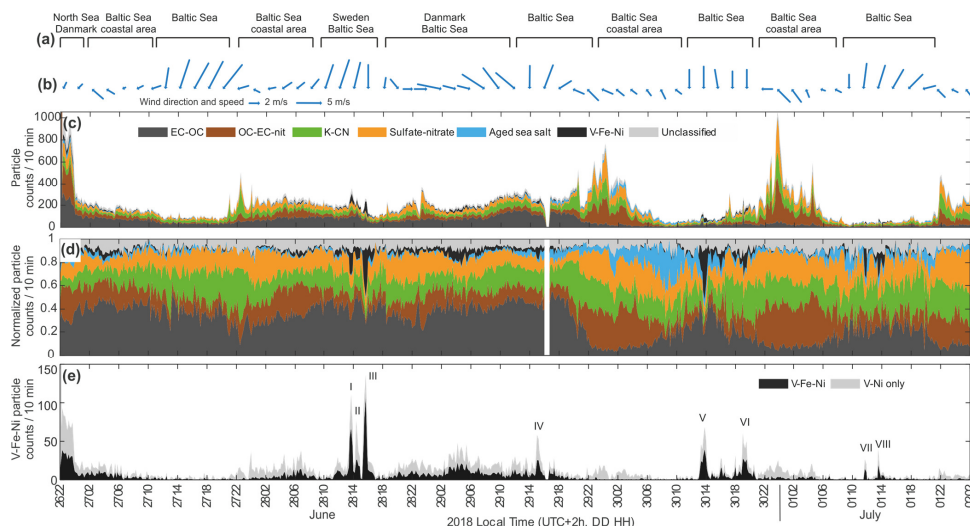 North Sea
Danmark
Baltic Sea
coastal area
Baltic Sea
Baltic Sea
coastal area
Sweden
Baltic Sea
Danmark
Baltic Sea
Baltic Sea
Baltic Sea
coastal area
Baltic Sea
Baltic Sea
coastal area
Baltic Sea
(a)
(b)
Wind direction and speed 2 m/s 5 m/s
(c)
EC-OC OC-EC-nit K-CN Sulfate-nitrate Aged sea salt V-Fe-Ni Unclassified
Particle
counts / 10 min
1000
800
600
400
200
0
(d)
Normalized particle
counts / 10 min
1
0.8
0.6
0.4
0.2
0
(e)
V-Fe-Ni V-Ni only
V-Fe-Ni particle
counts / 10 min
150
100
50
0
I
II
III
IV
V
VI
VII
VIII
2622 2702 2706 2710 2714 2718 2722 2802 2806 2810 2814 2818 2822 2902 2906 2910 2914 2918 2922 3002 3006 3010 3014 3018 3022 0102 0106 0110 0114 0118 0122 0202
June
July
2018 Local Time (UTC+2h, DD HH)